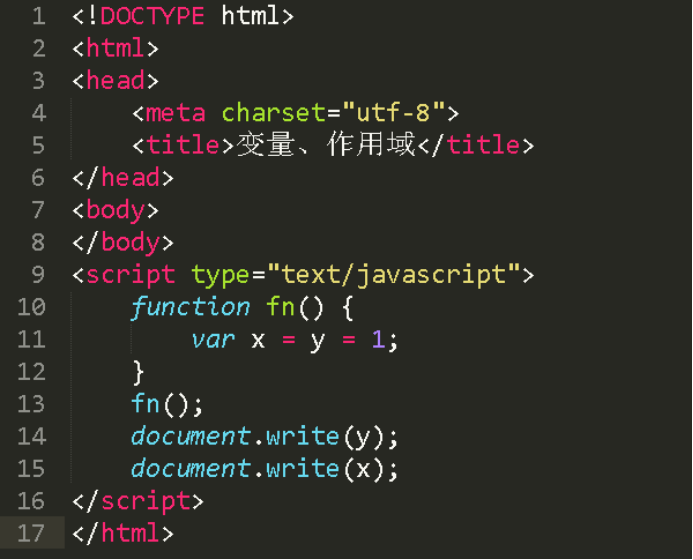 1 <!DOCTYPE html>
2 <html>
3 <head>
4     <meta charset="utf-8">
5     <title>变量、作用域</title>
6 </head>
7 <body>
8 </body>
9 <script type="text/javascript">
10     function fn() {
11         var x = y = 1;
12     }
13     fn();
14     document.write(y);
15     document.write(x);
16 </script>
17 </html>